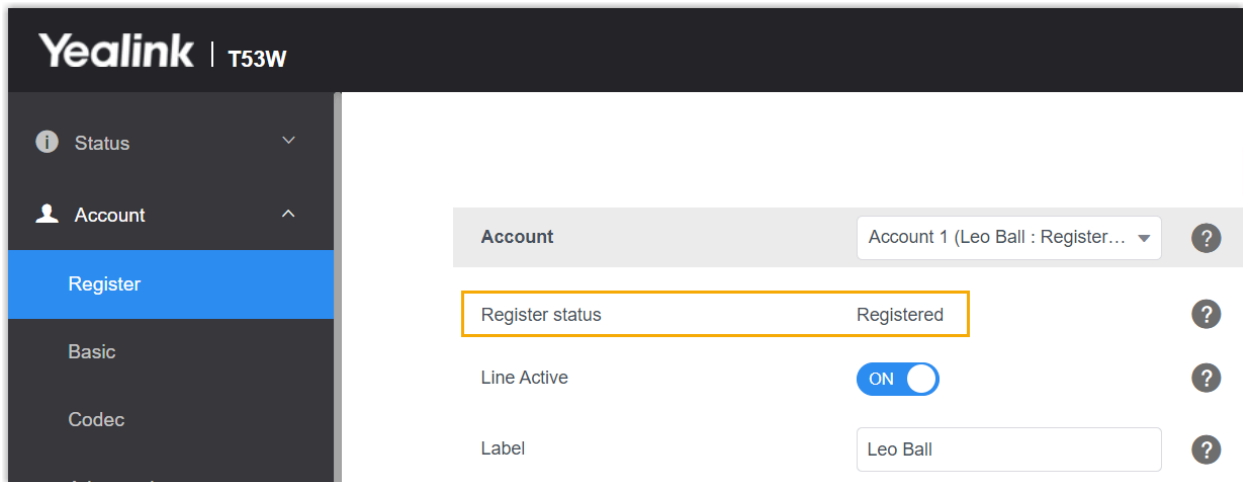 Yealink | T53W
Status
Account
Register
Basic
Codec
Account
Account 1 (Leo Ball : Register...
Register status
Registered
Line Active
ON
Label
Leo Ball